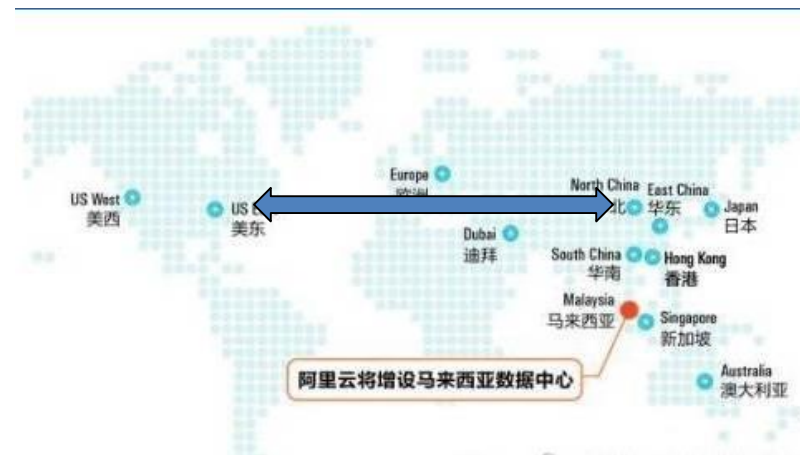 Europe
US West
美西
US
美东
North China
北
East China
华东
Japan
日本
Dubai
迪拜
South China
华南
Hong Kong
香港
Malaysia
马来西亚
Singapore
新加坡
阿里云将增设马来西亚数据中心
Australia
澳大利亚